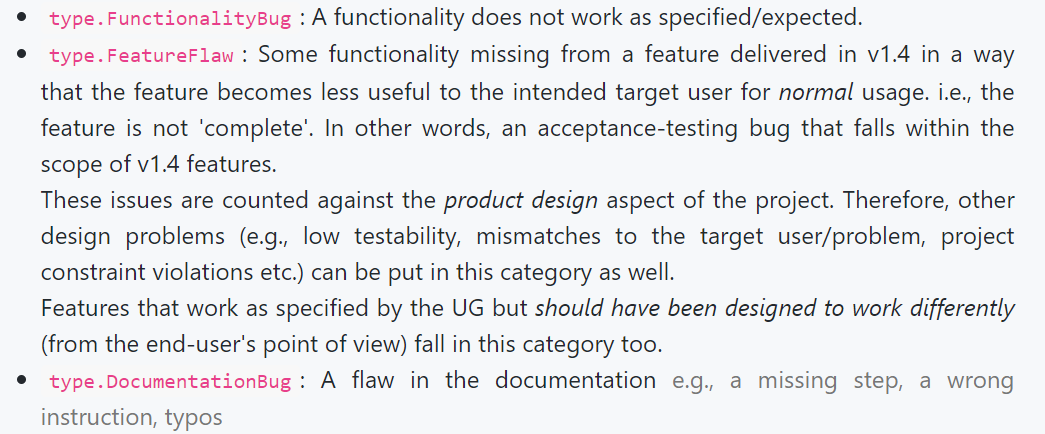 type.FunctionalityBug : A functionality does not work as specified/expected.
type.FeatureFlaw : Some functionality missing from a feature delivered in v1.4 in a way
that the feature becomes less useful to the intended target user for normal usage. i.e., the
feature is not 'complete'. In other words, an acceptance-testing bug that falls within the
scope of v1.4 features.
These issues are counted against the product design aspect of the project. Therefore, other
design problems (e.g., low testability, mismatches to the target user/problem, project
constraint violations etc.) can be put in this category as well.
Features that work as specified by the UG but should have been designed to work differently
(from the end-user's point of view) fall in this category too.
type.DocumentationBug : A flaw in the documentation e.g., a missing step, a wrong
instruction, typos